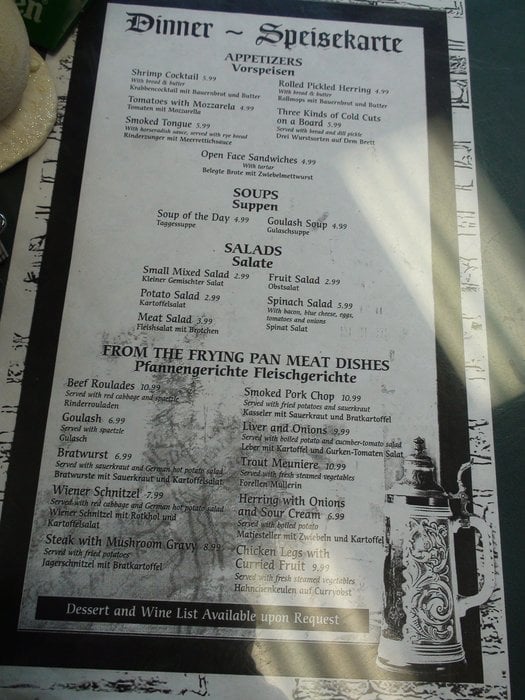 en
Dinner ~ Speisekarte
APPETIZERS
Vorspeisen
Shrimp Cocktail 5.99
With bread & butter
Krabbencocktail mit Bauernbrot und Butter
Tomatoes with Mozzarela 4.99
Tomaten mit Mozzarella
Smoked Tongue 5.99
With horseradish sauce, served with rye bread
Rinderzunger mit Meerrettichsauce
Rolled Pickled Herring 4.99
With bread & butter
Rollmops mit Bauernbrot und Butter
Three Kinds of Cold Cuts
on a Board 5.99
Served with bread and dill pickle
Drei Wurstsorten auf Dem Brett
Open Face Sandwiches 4.99
With tartar
Belegte Brote mit Zwiebelmettwurst
SOUPS
Suppen
Soup of the Day 4.99
Taggessuppe
Goulash Soup 4.99
Gulaschsuppe
SALADS
Salate
Small Mixed Salad 2.99
Kleiner Gemischter Salat
Potato Salad 2.99
Kartoffelsalat
Meat Salad 3.99
Fleishsalat mit Brotchen
Fruit Salad 2.99
Obstsalat
Spinach Salad 5.99
With bacon, blue cheese, eggs,
tomatoes and onions
Spinat Salat
FROM THE FRYING PAN MEAT DISHES
Pfannengerichte Fleischgerichte
Beef Roulades 10.99
Served with red cabbage and spaetzle
Rinderrouladen
Goulash 6.99
Served with spaetzle
Gulasch
Bratwurst 6.99
Served with sauerkraut and German hot potato salad
Bratwurste mit Sauerkraut und Kartoffelsalat
Wiener Schnitzel 7.99
Served with red cabbage and German hot potato salad
Wiener Schnitzel mit Rotkhol und
Kartoffelsalat
Steak with Mushroom Gravy 8.99
Served with fried potatoes
Jagerschnitzel mit Bratkartoffel
Smoked Pork Chop 10.99
Served with fried potatoes and sauerkraut
Kasseler mit Sauerkraut und Bratkartoffel
Liver and Onions 9.99
Served with boiled potato and cucmber-tomato salad
Leber mit Kartoffel und Gurken-Tomaten Salat
Trout Meuniere 10.99
Served with fresh steamed vegetables
Forellen Mullerin
Herring with Onions
and Sour Cream 6.99
Served with boiled potato
Matjesteller mit Zwiebeln und Kartoffel
Chicken Legs with
Curried Fruit 9.99
Served with fresh steamed vegetables
Hahnchenkeulen auf Curryobst
Dessert and Wine List Available upon Request